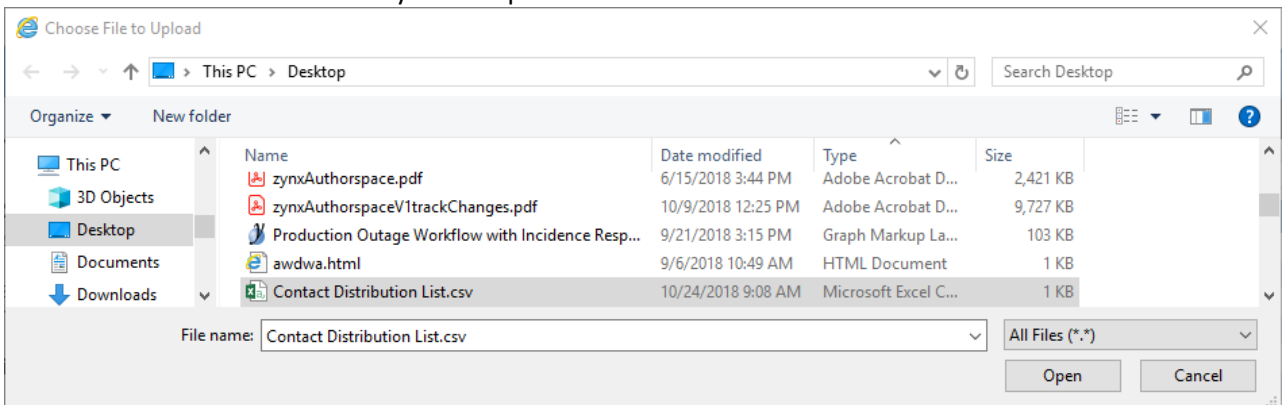 Choose File to Upload
This PC > Desktop
Search Desktop
Organize New folder
This PC
3D Objects
Desktop
Documents
Downloads
Name Date modified Type Size
zynxAuthorspace.pdf 6/15/2018 3:44 PM Adobe Acrobat D... 2,421 KB
zynxAuthorspaceV1trackChanges.pdf 10/9/2018 12:25 PM Adobe Acrobat D... 9,727 KB
Production Outage Workflow with Incidence Resp... 9/21/2018 3:15 PM Graph Markup La... 103 KB
awdwa.html 9/6/2018 10:49 AM HTML Document 1 KB
Contact Distribution List.csv 10/24/2018 9:08 AM Microsoft Excel C... 1 KB
File name: Contact Distribution List.csv All Files (*.*)
Open Cancel